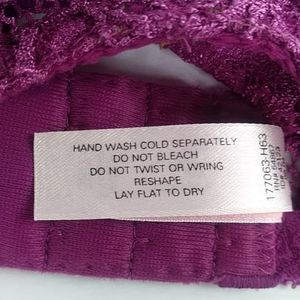 HAND WASH COLD SEPARATELY
DO NOT BLEACH
DO NOT TWIST OR WRING
RESHAPE
LAY FLAT TO DRY
177063-H63